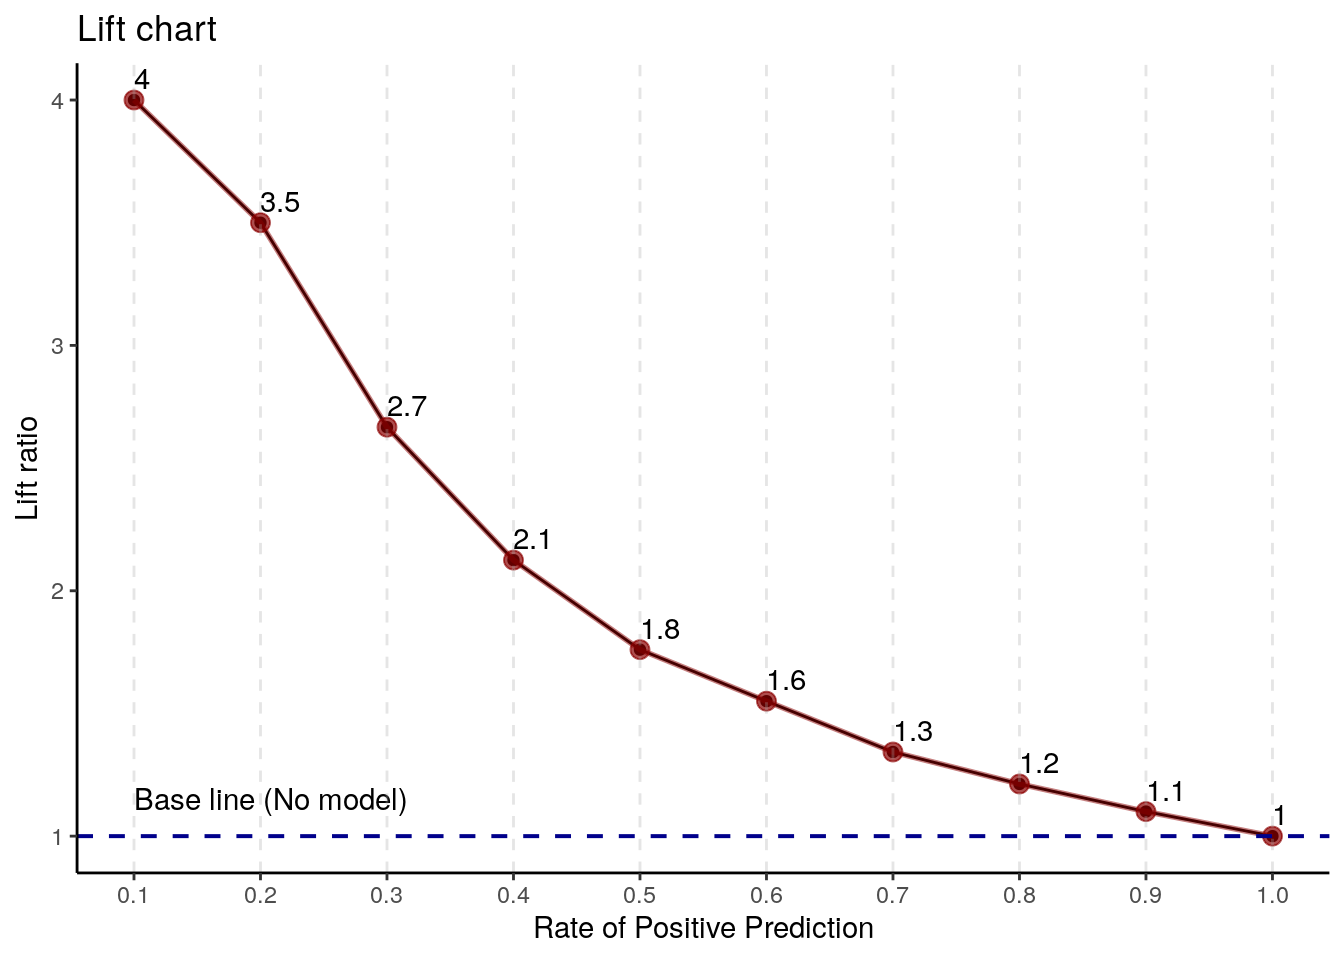 Lift chart
4
3.5
2.7
2.1
1.8
1.6
1.3
1.2
1.1
1
Base line (No model)
Lift ratio
4
3
2
1
0.1 0.2 0.3 0.4 0.5 0.6 0.7 0.8 0.9 1.0
Rate of Positive Prediction